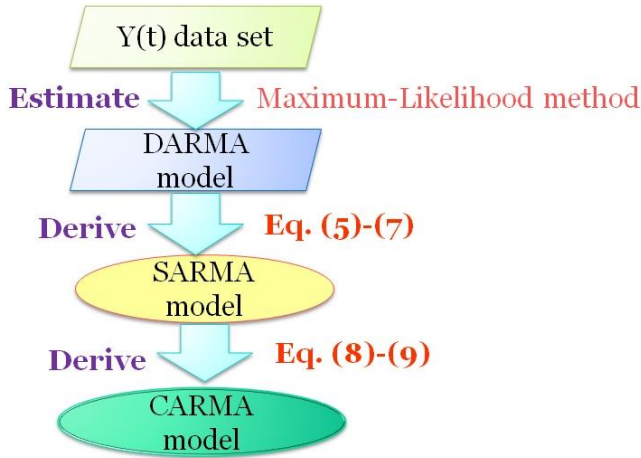 Y(t) data set
Estimate Maximum-Likelihood method
DARMA
model
Derive Eq. (5)-(7)
SARMA
model
Derive Eq. (8)-(9)
CARMA
model